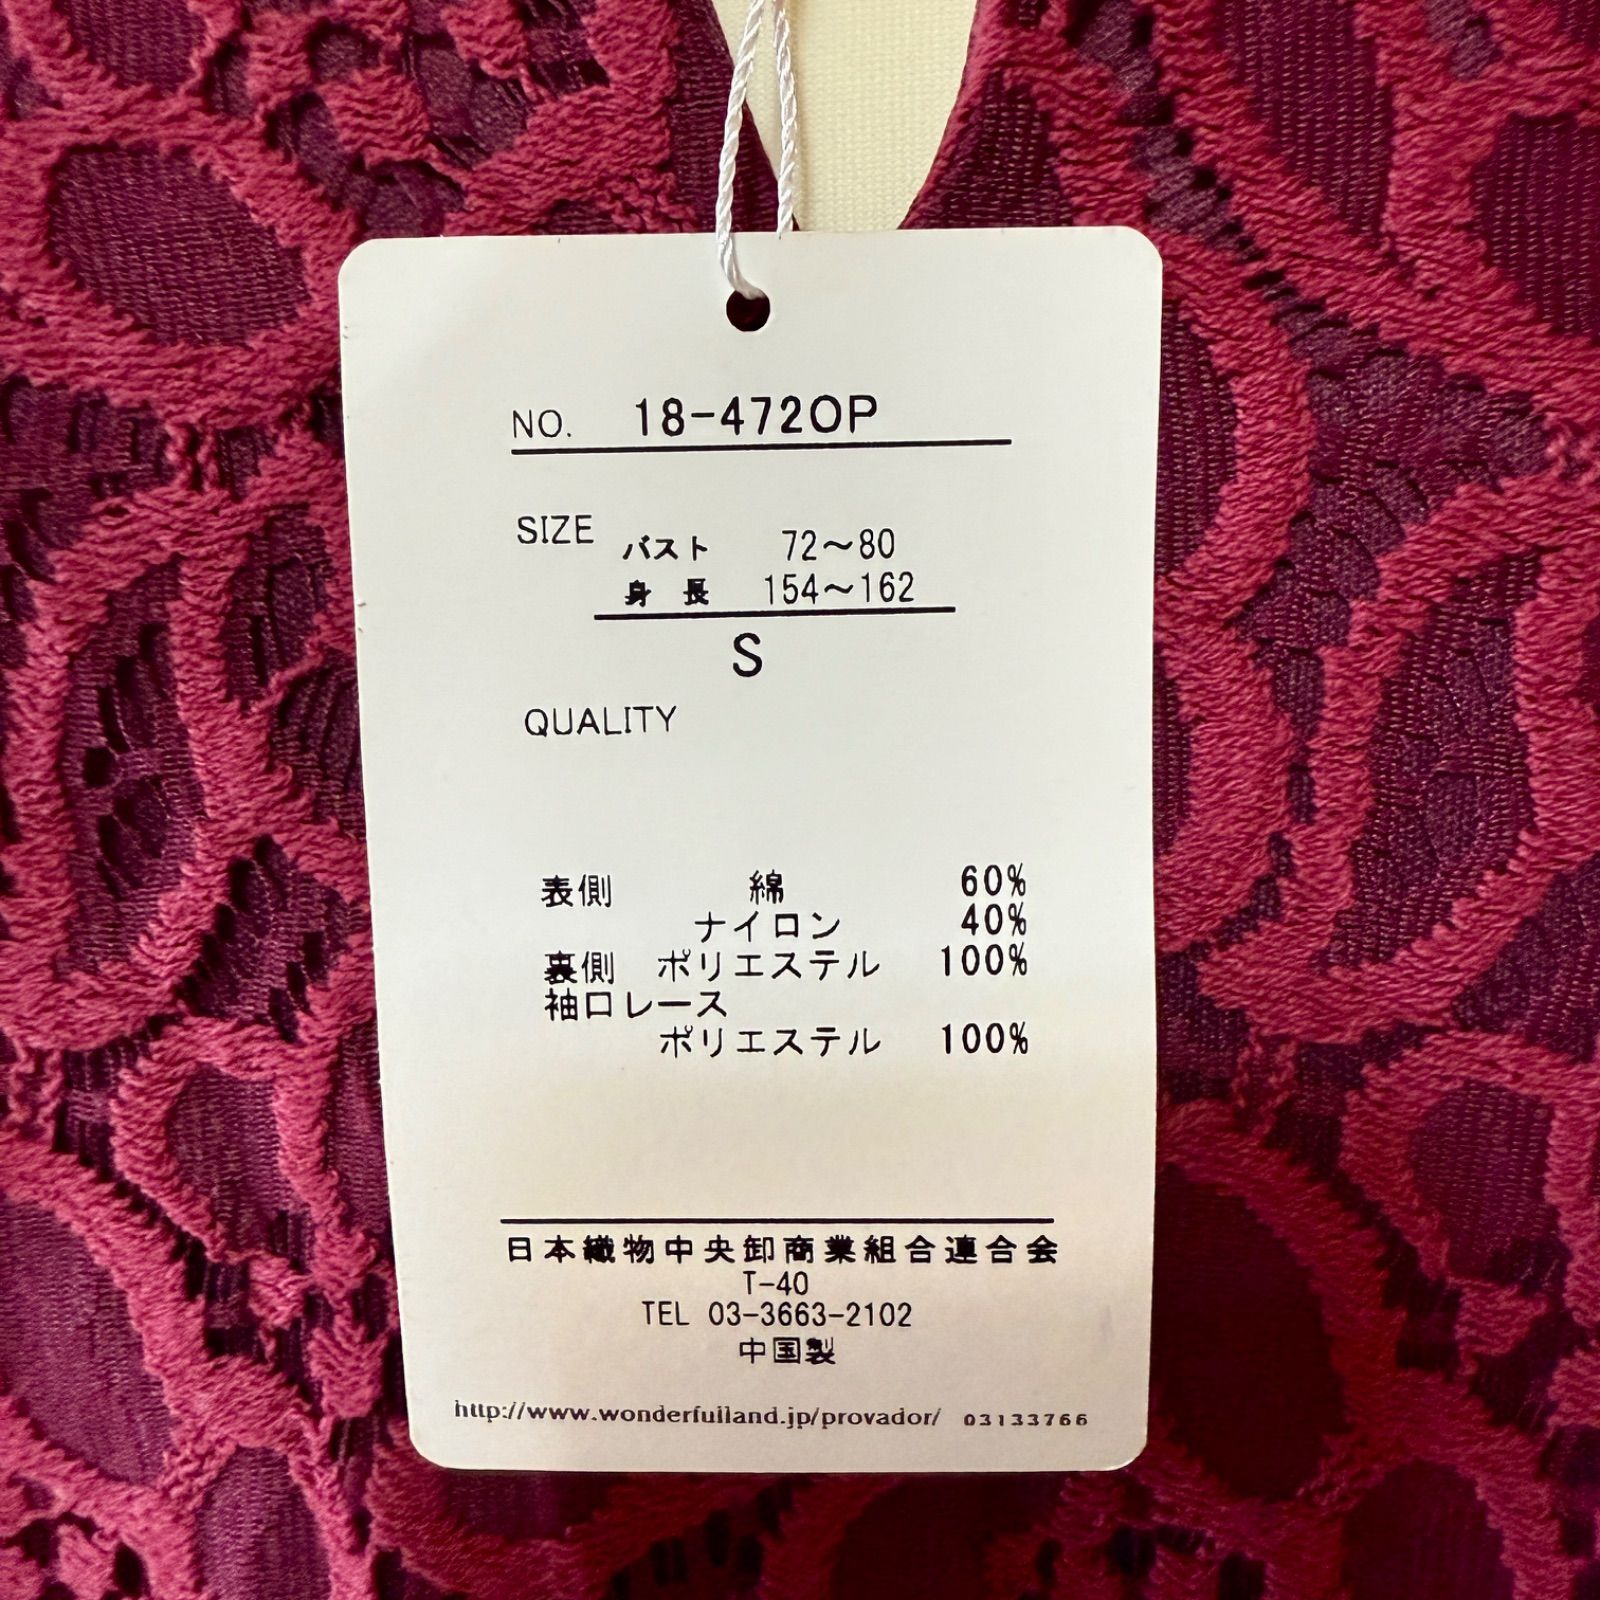 NO. 18-472OP
SIZE バスト 72～80
身長 154～162
S
QUALITY
表側 綿 60%
ナイロン 40%
裏側 ポリエステル 100%
袖口レース
ポリエステル 100%
日本織物中央卸商業組合連合会
T-40
TEL 03-3663-2102
中国製
http://www.wonderfulland.jp/provador/ 03133766